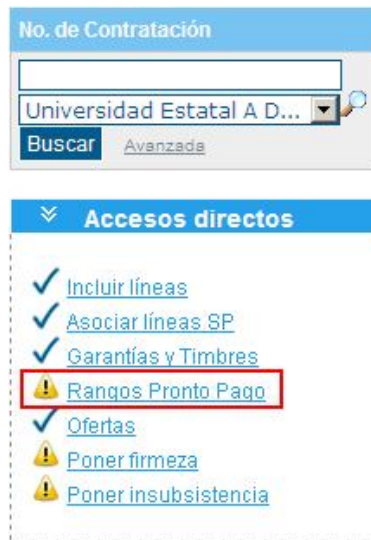 No. de Contratación
Universidad Estatal A D...
Buscar Avanzada
Accesos directos
Incluir líneas
Asociar líneas SP
Garantías y Timbres
Rangos Pronto Pago
Ofertas
Poner firmeza
Poner insubsistencia